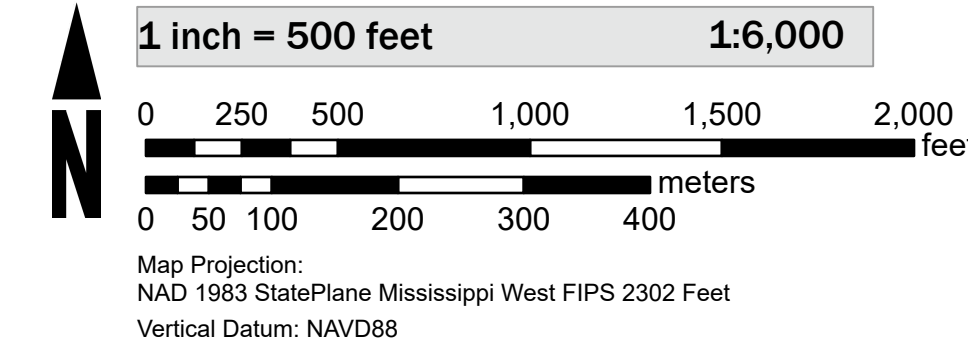 1 inch = 500 feet 1:6,000
0 250 500 1,000 1,500 2,000
feet
meters
0 50 100 200 300 400
N
Map Projection:
NAD 1983 StatePlane Mississippi West FIPS 2302 Feet
Vertical Datum: NAVD88